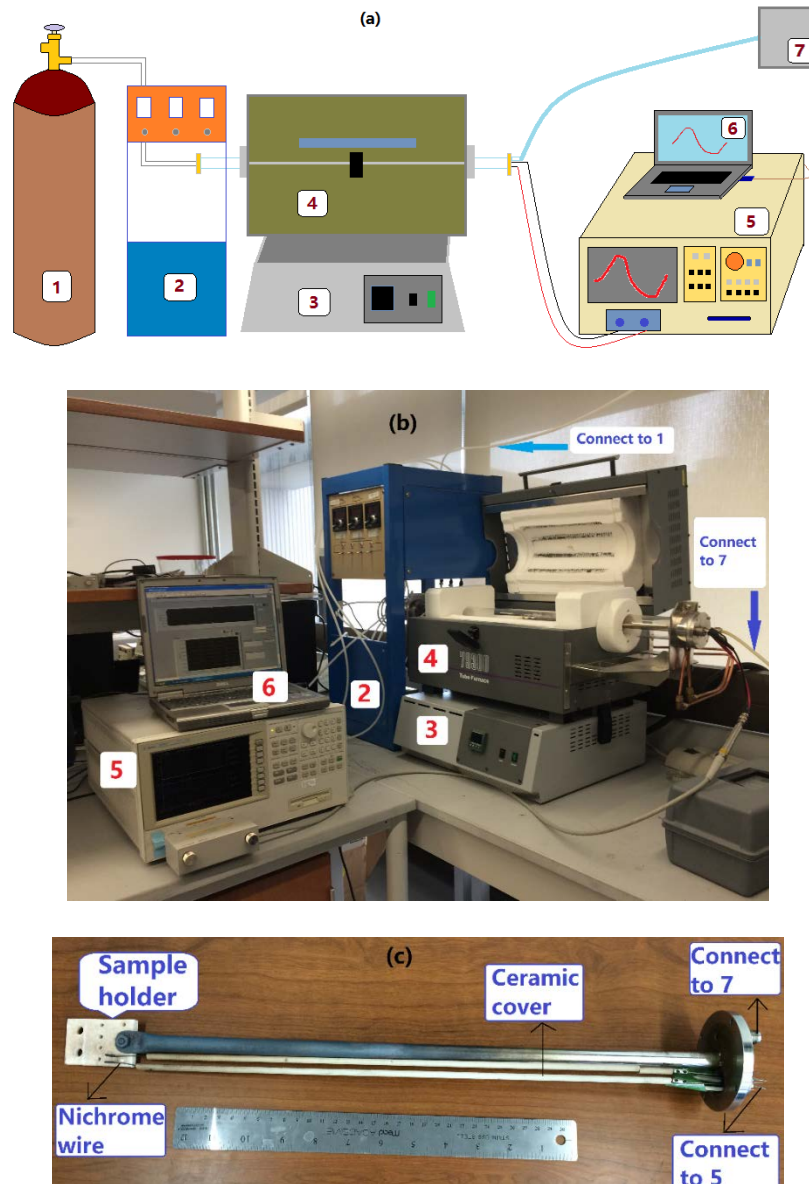 (a)
7
6
5
4
1
2
3
(b)
Connect to 1
Connect
to 7
4
Tube Furnace
6
2
3
5
(c)
Sample
holder
Ceramic
cover
Connect
to 7
Nichrome
wire
Connect
to 5